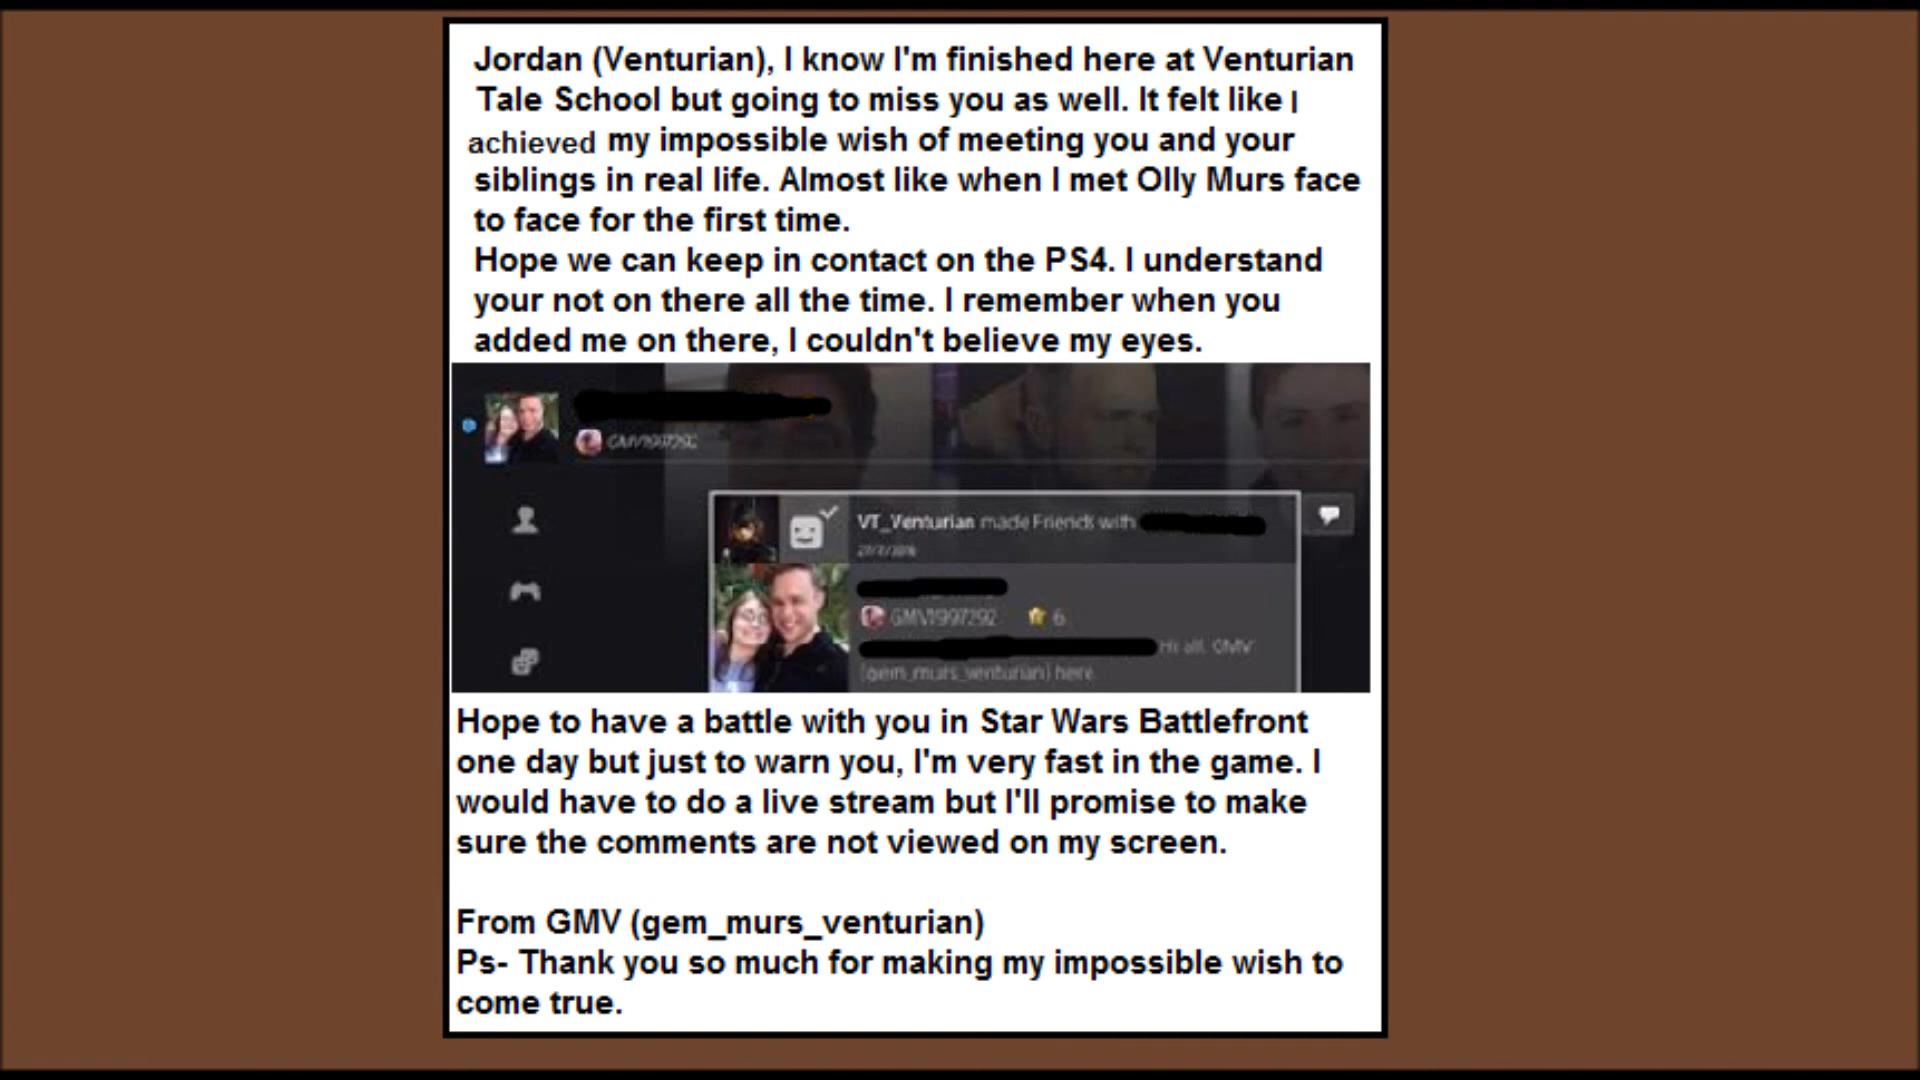 Jordan (Venturian), I know I'm finished here at Venturian
Tale School but going to miss you as well. It felt like I
achieved my impossible wish of meeting you and your
siblings in real life. Almost like when I met Olly Murs face
to face for the first time.
Hope we can keep in contact on the PS4. I understand
your not on there all the time. I remember when you
added me on there, I couldn't believe my eyes.
GMV1997292
VT_Venturian made Friends with
GMV1997292 6
Hi all. GMV
(gem_murs_venturian) here.
Hope to have a battle with you in Star Wars Battlefront
one day but just to warn you, I'm very fast in the game. I
would have to do a live stream but I'll promise to make
sure the comments are not viewed on my screen.
From GMV (gem_murs_venturian)
Ps- Thank you so much for making my impossible wish to
come true.